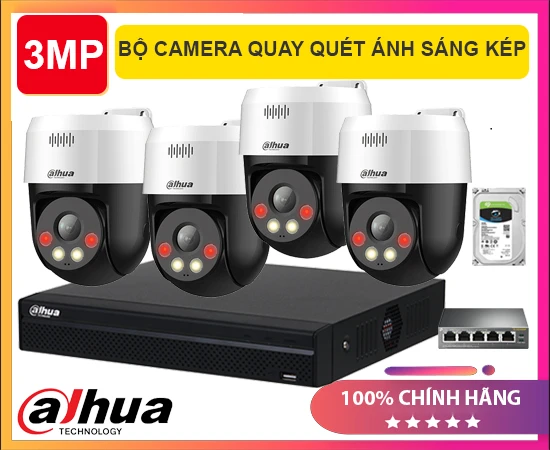 3MP
BỘ CAMERA QUAY QUÉT ÁNH SÁNG KÉP
alhua
alhua
alhua
alhua
alhua
alhua
TECHNOLOGY
100% CHÍNH HÃNG